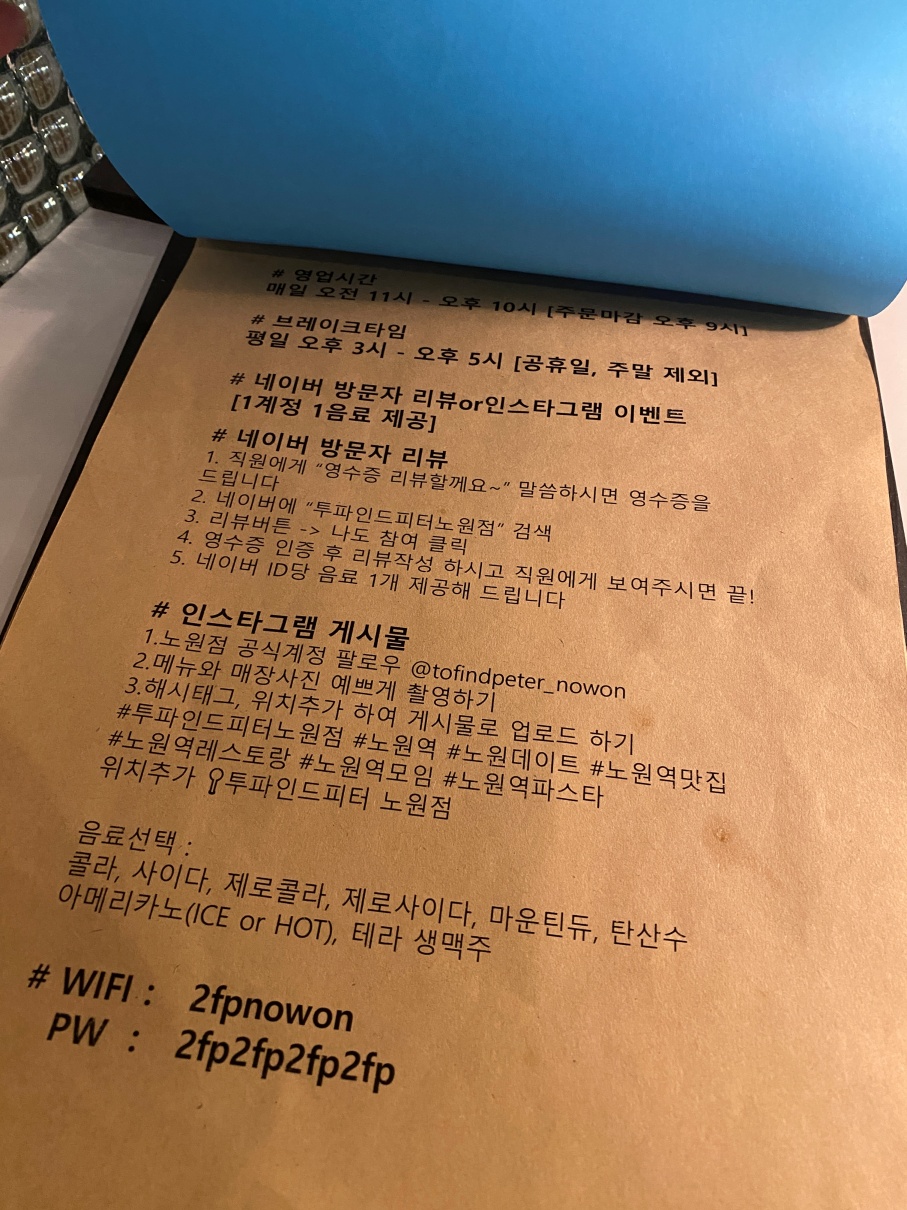 # 영업시간
매일 오전 11시 - 오후 10시 [주문마감 오후 9시]
# 브레이크타임
평일 오후 3시 - 오후 5시 [공휴일, 주말 제외]
# 네이버 방문자 리뷰or인스타그램 이벤트
[1계정 1음료 제공]
# 네이버 방문자 리뷰
1. 직원에게 “영수증 리뷰할께요~“ 말씀하시면 영수증을
드립니다
2. 네이버에 “투파인드피터노원점“ 검색
3. 리뷰버튼 -> 나도 참여 클릭
4. 영수증 인증 후 리뷰작성 하시고 직원에게 보여주시면 끝!
5. 네이버 ID당 음료 1개 제공해 드립니다
# 인스타그램 게시물
1.노원점 공식계정 팔로우 @tofindpeter_nowon
2.메뉴와 매장사진 예쁘게 촬영하기
3.해시태그, 위치추가 하여 게시물로 업로드 하기
#투파인드피터노원점 #노원역 #노원데이트 #노원역맛집
#노원역레스토랑 #노원역모임 #노원역파스타
위치추가 투파인드피터 노원점
음료선택 :
콜라, 사이다, 제로콜라, 제로사이다, 마운틴듀, 탄산수
아메리카노(ICE or HOT), 테라 생맥주
# WIFI : 2fpnowon
PW : 2fp2fp2fp2fp